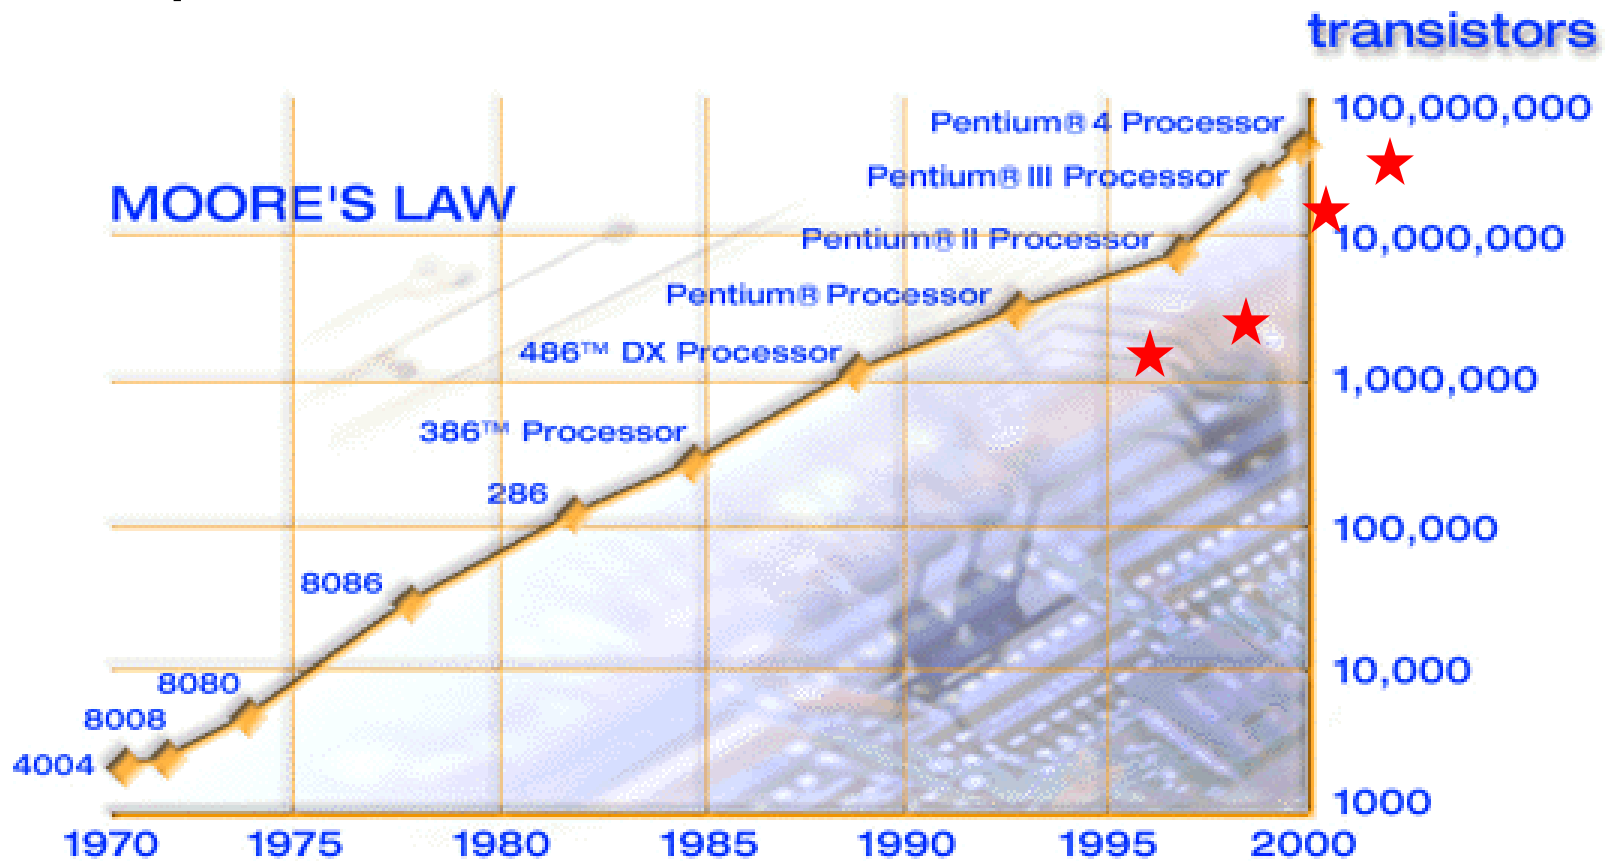 transistors
100,000,000
Pentium® 4 Processor
Pentium® III Processor
MOORE'S LAW
10,000,000
Pentium® II Processor
Pentium® Processor
486™ DX Processor
1,000,000
386™ Processor
286
100,000
8086
10,000
8080
8008
4004
1000
1970 1975 1980 1985 1990 1995 2000